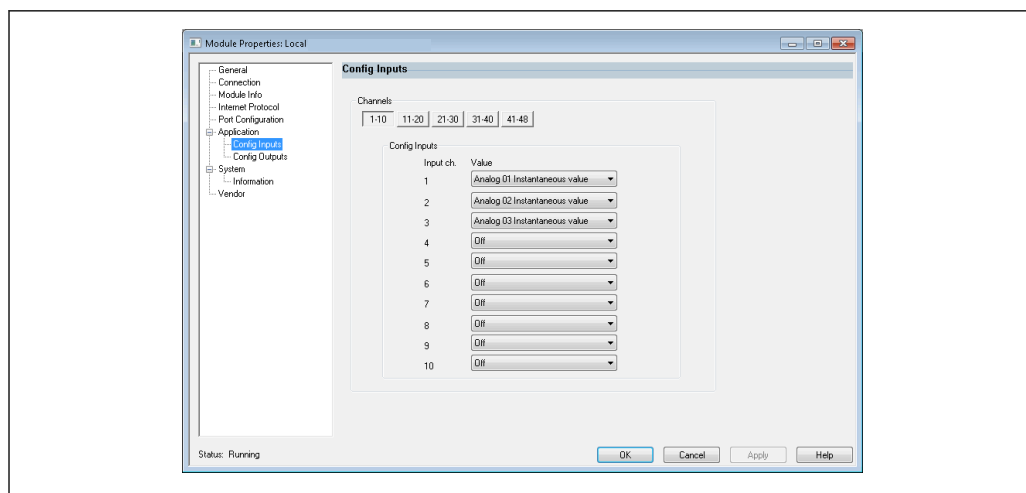 Module Properties: Local
General
Connection
Module Info
Internet Protocol
Port Configuration
Application
Config Inputs
Config Outputs
System
Information
Vendor
Config Inputs
Channels
1-10 11-20 21-30 31-40 41-48
Config Inputs
Input ch. Value
1 Analog 01 Instantaneous value
2 Analog 02 Instantaneous value
3 Analog 03 Instantaneous value
4 Off
5 Off
6 Off
7 Off
8 Off
9 Off
10 Off
Status: Running
OK Cancel Apply Help